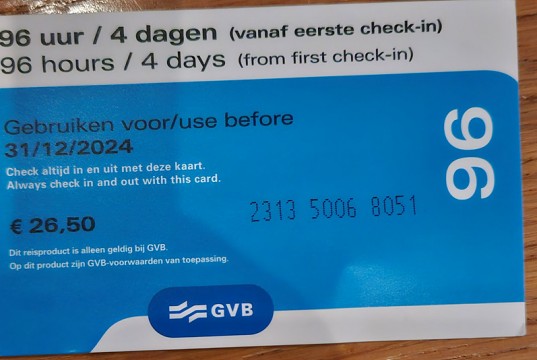 96 uur / 4 dagen (vanaf eerste check-in)
96 hours / 4 days (from first check-in)
Gebruiken voor/use before
31/12/2024
Check altijd in en uit met deze kaart.
Always check in and out with this card.
96
€ 26,50
2313 5006 8051
Dit reisproduct is alleen geldig bij GVB.
Op dit product zijn GVB-voorwaarden van toepassing.
GVB